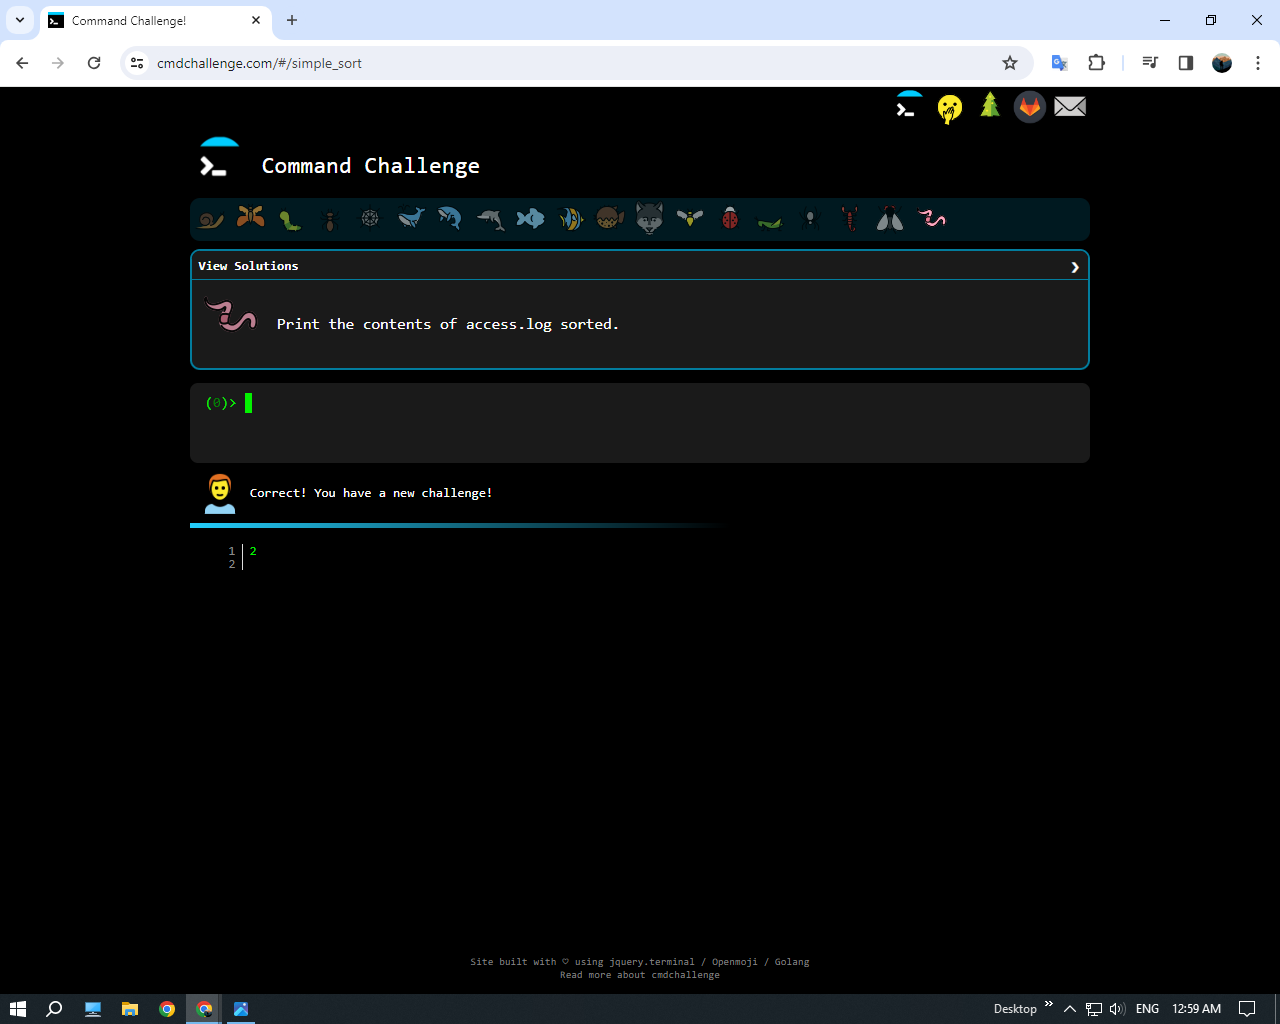 Command Challenge!
cmdchallenge.com/#/simple_sort
Command Challenge
View Solutions
Print the contents of access.log sorted.
(0)>
Correct! You have a new challenge!
1 2
2
Site built with ♡ using jquery.terminal / Openmoji / Golang
Read more about cmdchallenge
Desktop » ENG 12:59 AM